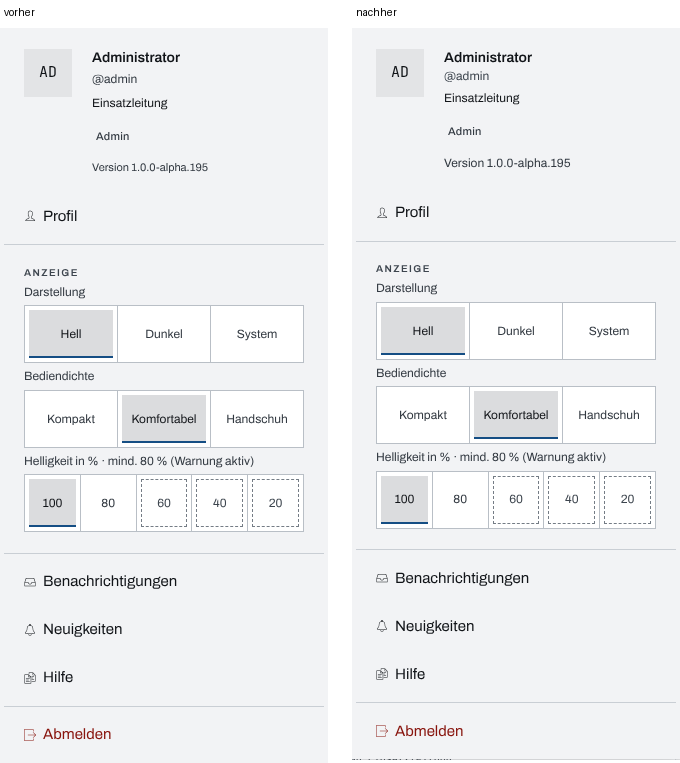 vorher
AD
Administrator
@admin
Einsatzleitung
Admin
Version 1.0.0-alpha.195
Profil
ANZEIGE
Darstellung
Hell Dunkel System
Bediendichte
Kompakt Komfortabel Handschuh
Helligkeit in % · mind. 80 % (Warnung aktiv)
100 80 60 40 20
Benachrichtigungen
Neuigkeiten
Hilfe
Abmelden
nachher
AD
Administrator
@admin
Einsatzleitung
Admin
Version 1.0.0-alpha.195
Profil
ANZEIGE
Darstellung
Hell Dunkel System
Bediendichte
Kompakt Komfortabel Handschuh
Helligkeit in % · mind. 80 % (Warnung aktiv)
100 80 60 40 20
Benachrichtigungen
Neuigkeiten
Hilfe
Abmelden